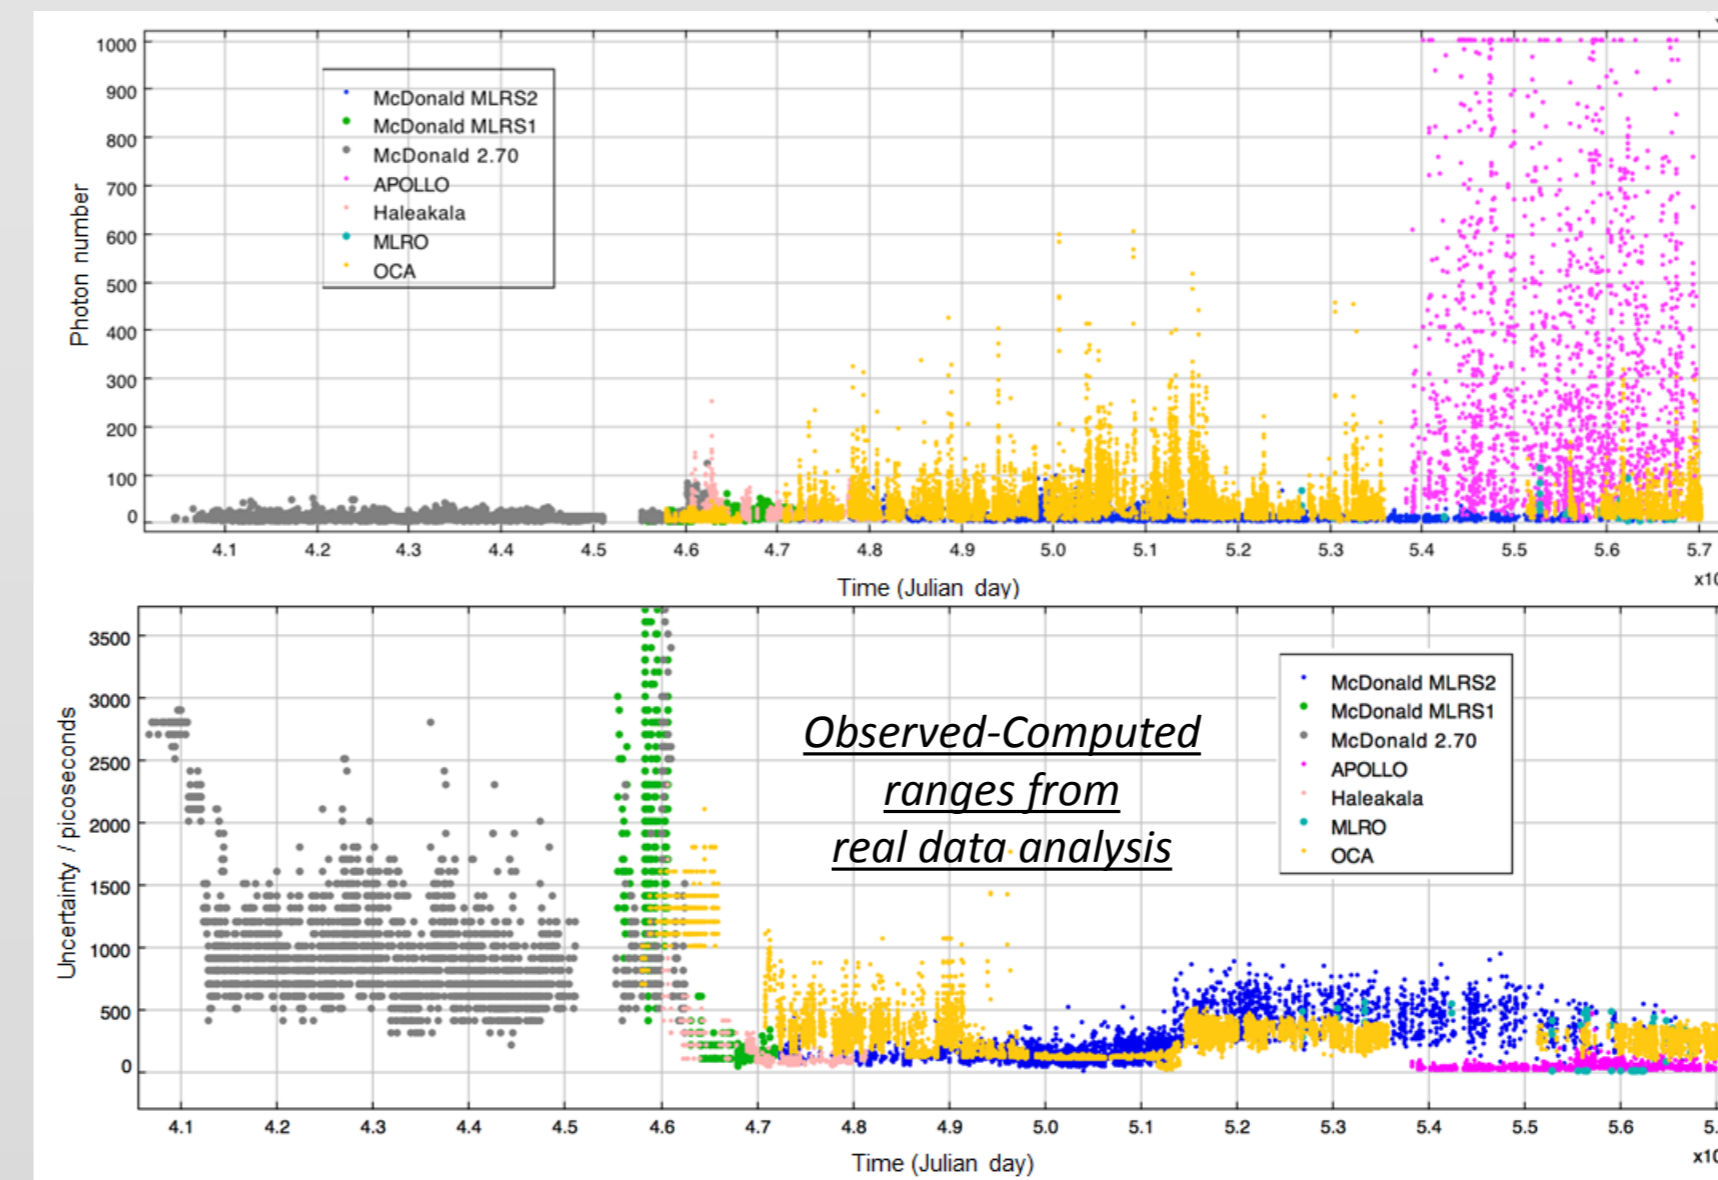 1000
900
800
700
600
500
400
300
200
100
0
Photon number
McDonald MLRS2
McDonald MLRS1
McDonald 2.70
APOLLO
Haleakala
MLRO
OCA
4.1 4.2 4.3 4.4 4.5 4.6 4.7 4.8 4.9 5.0 5.1 5.2 5.3 5.4 5.5 5.6 5.7
Time (Julian day)
x10
3500
3000
2500
2000
1500
1000
500
0
Uncertainty / picoseconds
Observed-Computed
ranges from
real data analysis
McDonald MLRS2
McDonald MLRS1
McDonald 2.70
APOLLO
Haleakala
MLRO
OCA
4.1 4.2 4.3 4.4 4.5 4.6 4.7 4.8 4.9 5.0 5.1 5.2 5.3 5.4 5.5 5.6 5.
Time (Julian day)
x10